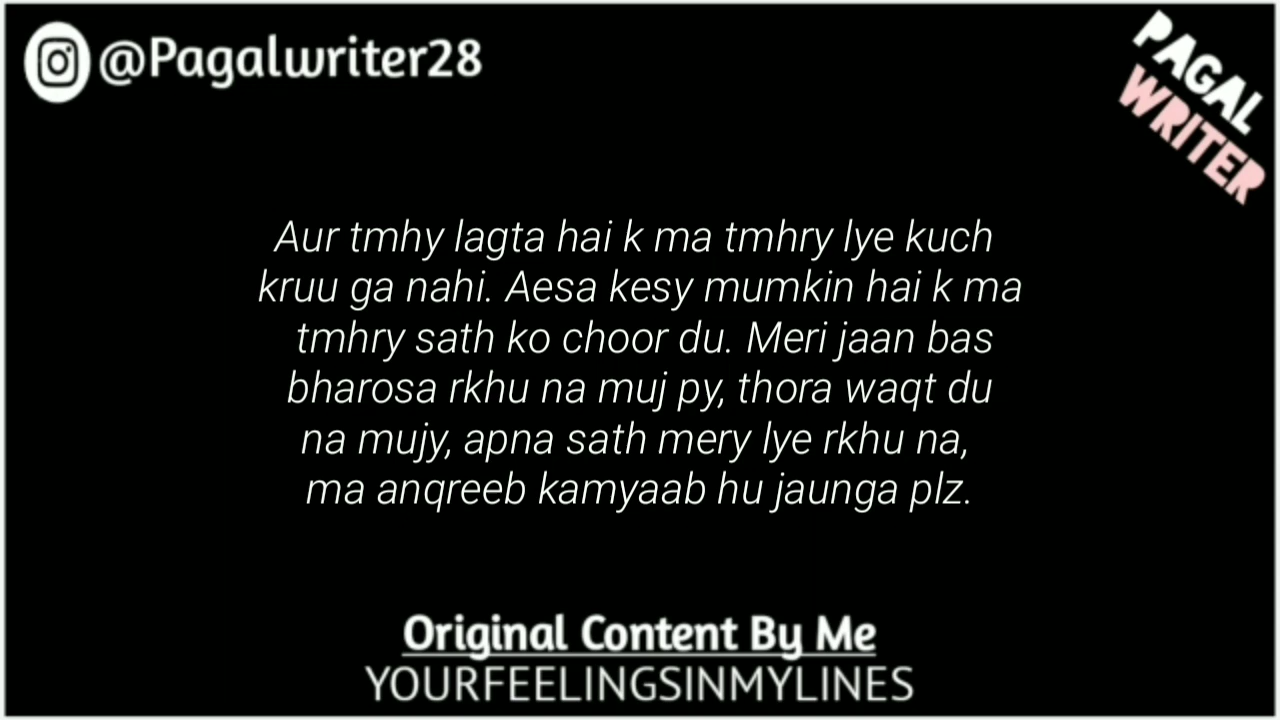 @Pagalwriter28
PAGAL
WRITER
Aur tmhy lagta hai k ma tmhry lye kuch
kruu ga nahi. Aesa kesy mumkin hai k ma
tmhry sath ko choor du. Meri jaan bas
bharosa rkhu na muj py, thora waqt du
na mujy, apna sath mery lye rkhu na,
ma anqreeb kamyaab hu jaunga plz.
Original Content By Me
YOURFEELINGSINMYLINES